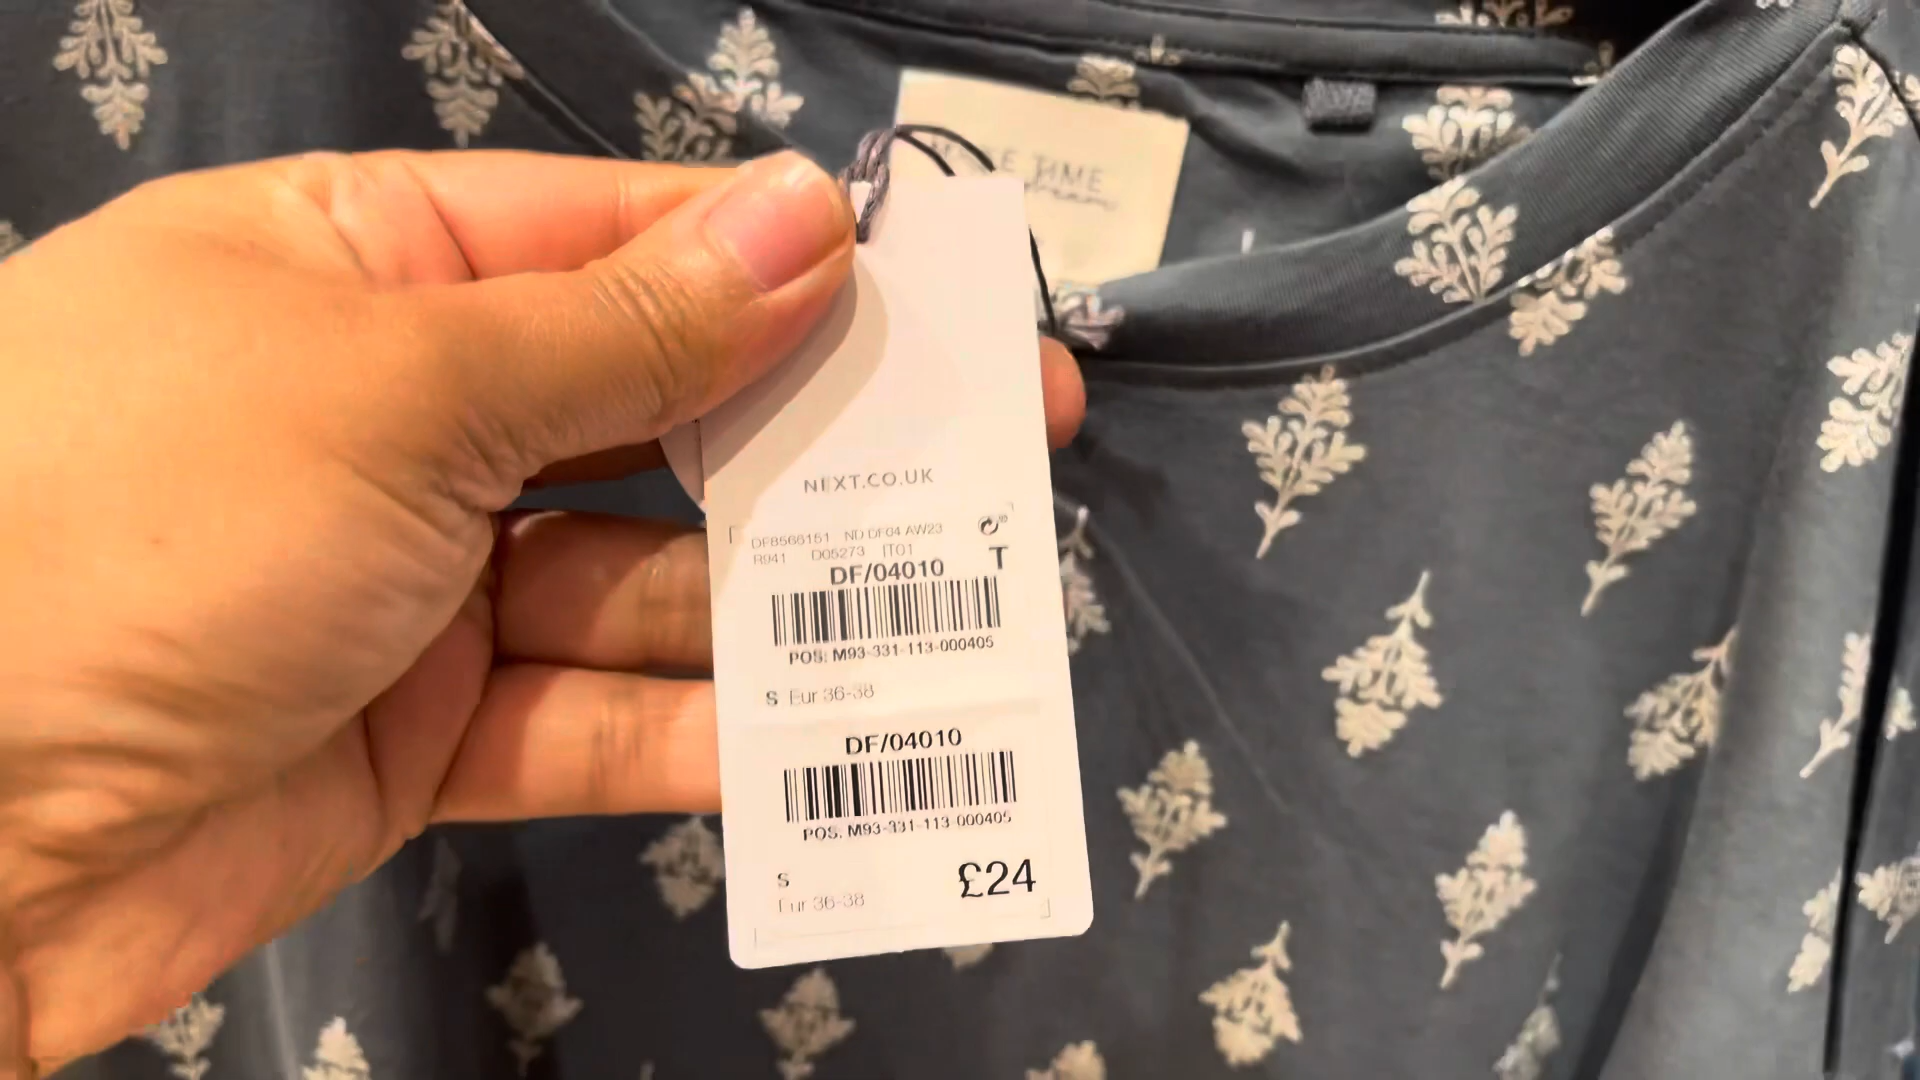 TIME
NEXT.CO.UK
DF8566151 ND DF04 AW23
R941 D05273 IT01
DF/04010 T
POS: M93-331-113-000405
S Eur 36-38
DF/04010
POS. M93-331-113-000405
S
£24
Eur 36-38